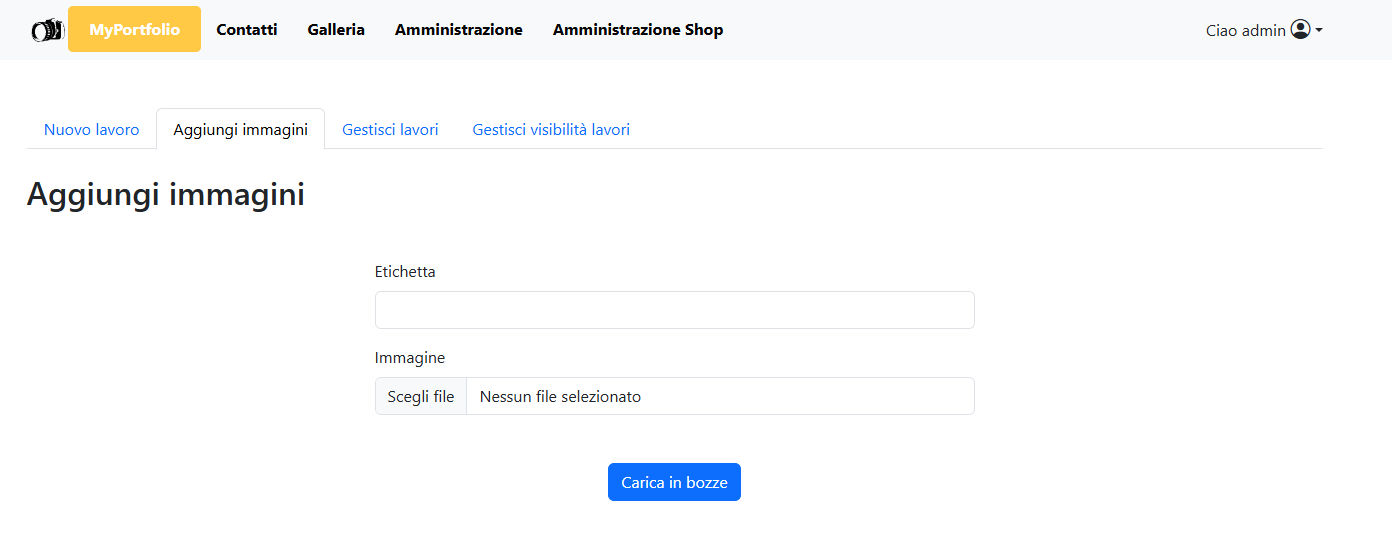 MyPortfolio Contatti Galleria Amministrazione Amministrazione Shop Ciao admin
Nuovo lavoro Aggiungi immagini Gestisci lavori Gestisci visibilità lavori
Aggiungi immagini
Etichetta
Immagine
Scegli file Nessun file selezionato
Carica in bozze